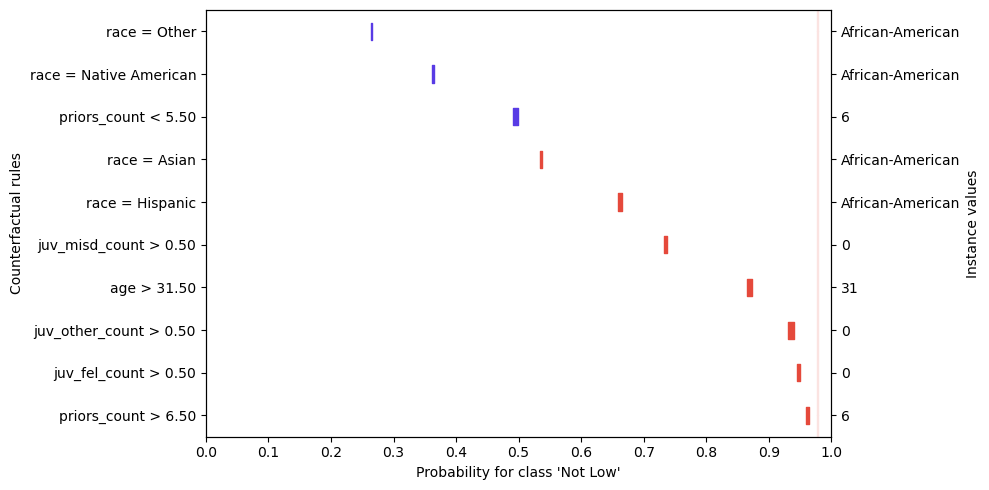 race = Other African-American
race = Native American African-American
priors_count < 5.50 6
race = Asian African-American
race = Hispanic African-American
juv_misd_count > 0.50 0
age > 31.50 31
juv_other_count > 0.50 0
juv_fel_count > 0.50 0
priors_count > 6.50 6
Counterfactual rules
Instance values
0.0 0.1 0.2 0.3 0.4 0.5 0.6 0.7 0.8 0.9 1.0
Probability for class 'Not Low'